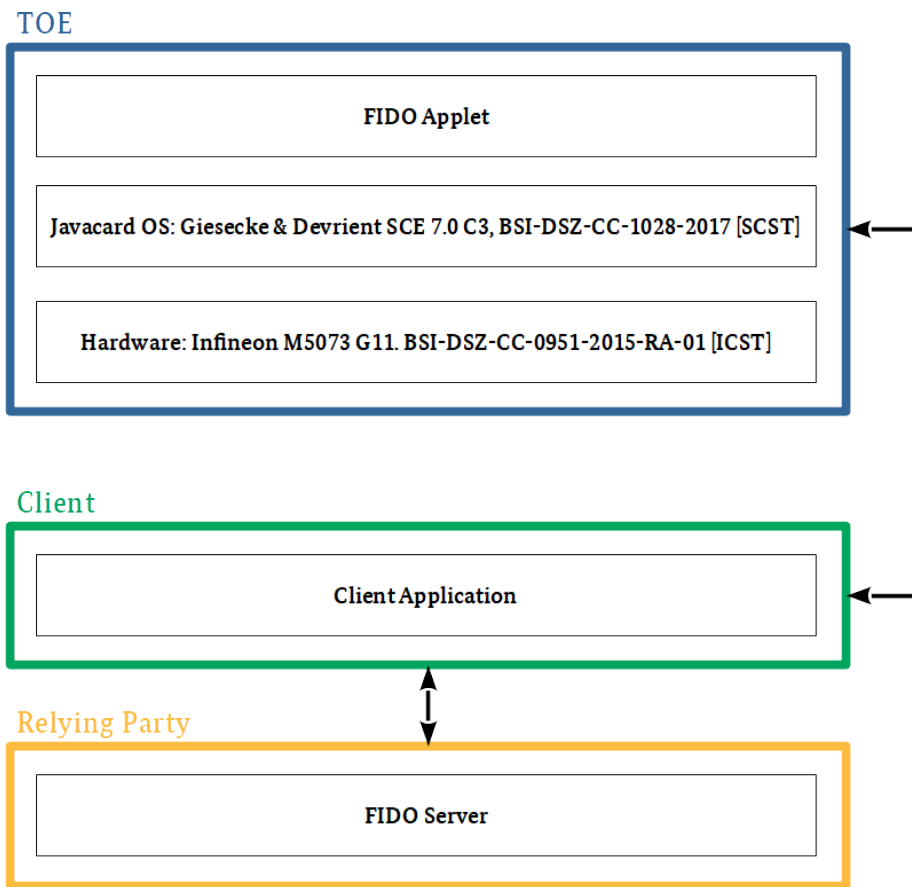 TOE
FIDO Applet
Javacard OS: Giesecke & Devrient SCE 7.0 C3, BSI-DSZ-CC-1028-2017 [SCST]
Hardware: Infineon M5073 G11. BSI-DSZ-CC-0951-2015-RA-01 [ICST]
Client
Client Application
Relying Party
FIDO Server